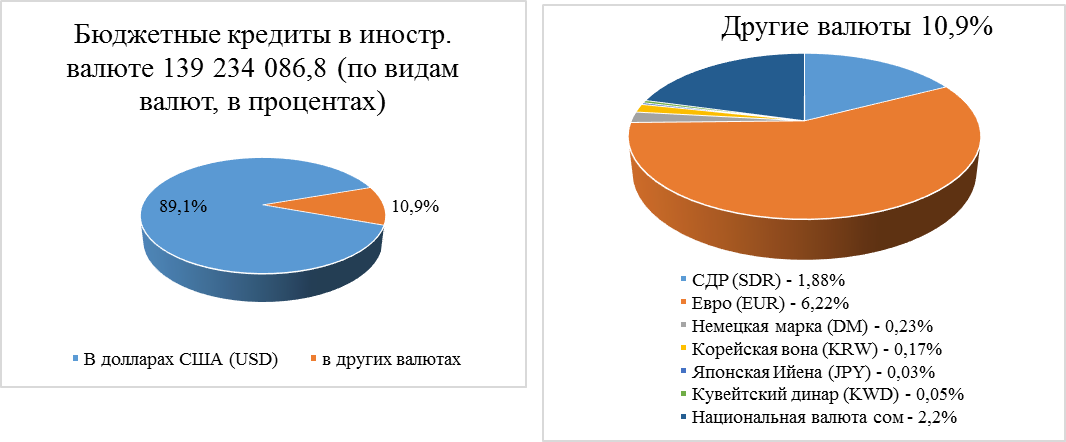 Бюджетные кредиты в иностр.
валюте 139 234 086,8 (по видам
валют, в процентах)
89,1%
10,9%
В долларах США (USD)
в других валютах
Другие валюты 10,9%
СДР (SDR) - 1,88%
Евро (EUR) - 6,22%
Немецкая марка (DM) - 0,23%
Корейская вона (KRW) - 0,17%
Японская Ийена (JPY) - 0,03%
Кувейтский динар (KWD) - 0,05%
Национальная валюта сом - 2,2%